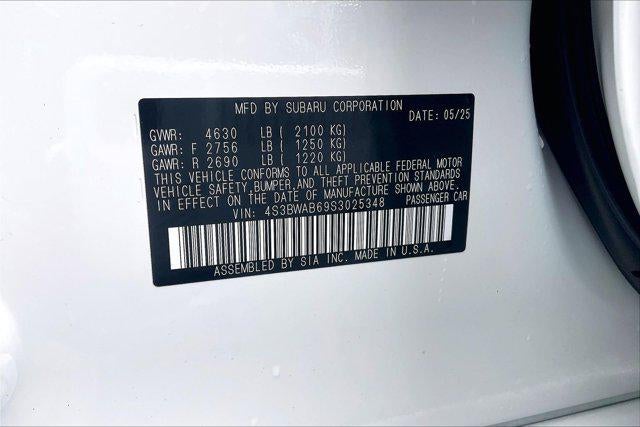 MFD BY SUBARU CORPORATION DATE: 05/25
GVWR: 4630 LB ( 2100 KG)
GAWR: F 2756 LB ( 1250 KG)
GAWR: R 2690 LB ( 1220 KG)
THIS VEHICLE CONFORMS TO ALL APPLICABLE FEDERAL MOTOR
VEHICLE SAFETY,BUMPER,AND THEFT PREVENTION STANDARDS
IN EFFECT ON THE DATE OF MANUFACTURE SHOWN ABOVE.
VIN: 4S3BWAB69S3025348 PASSENGER CAR
ASSEMBLED BY SIA INC. MADE IN U.S.A.